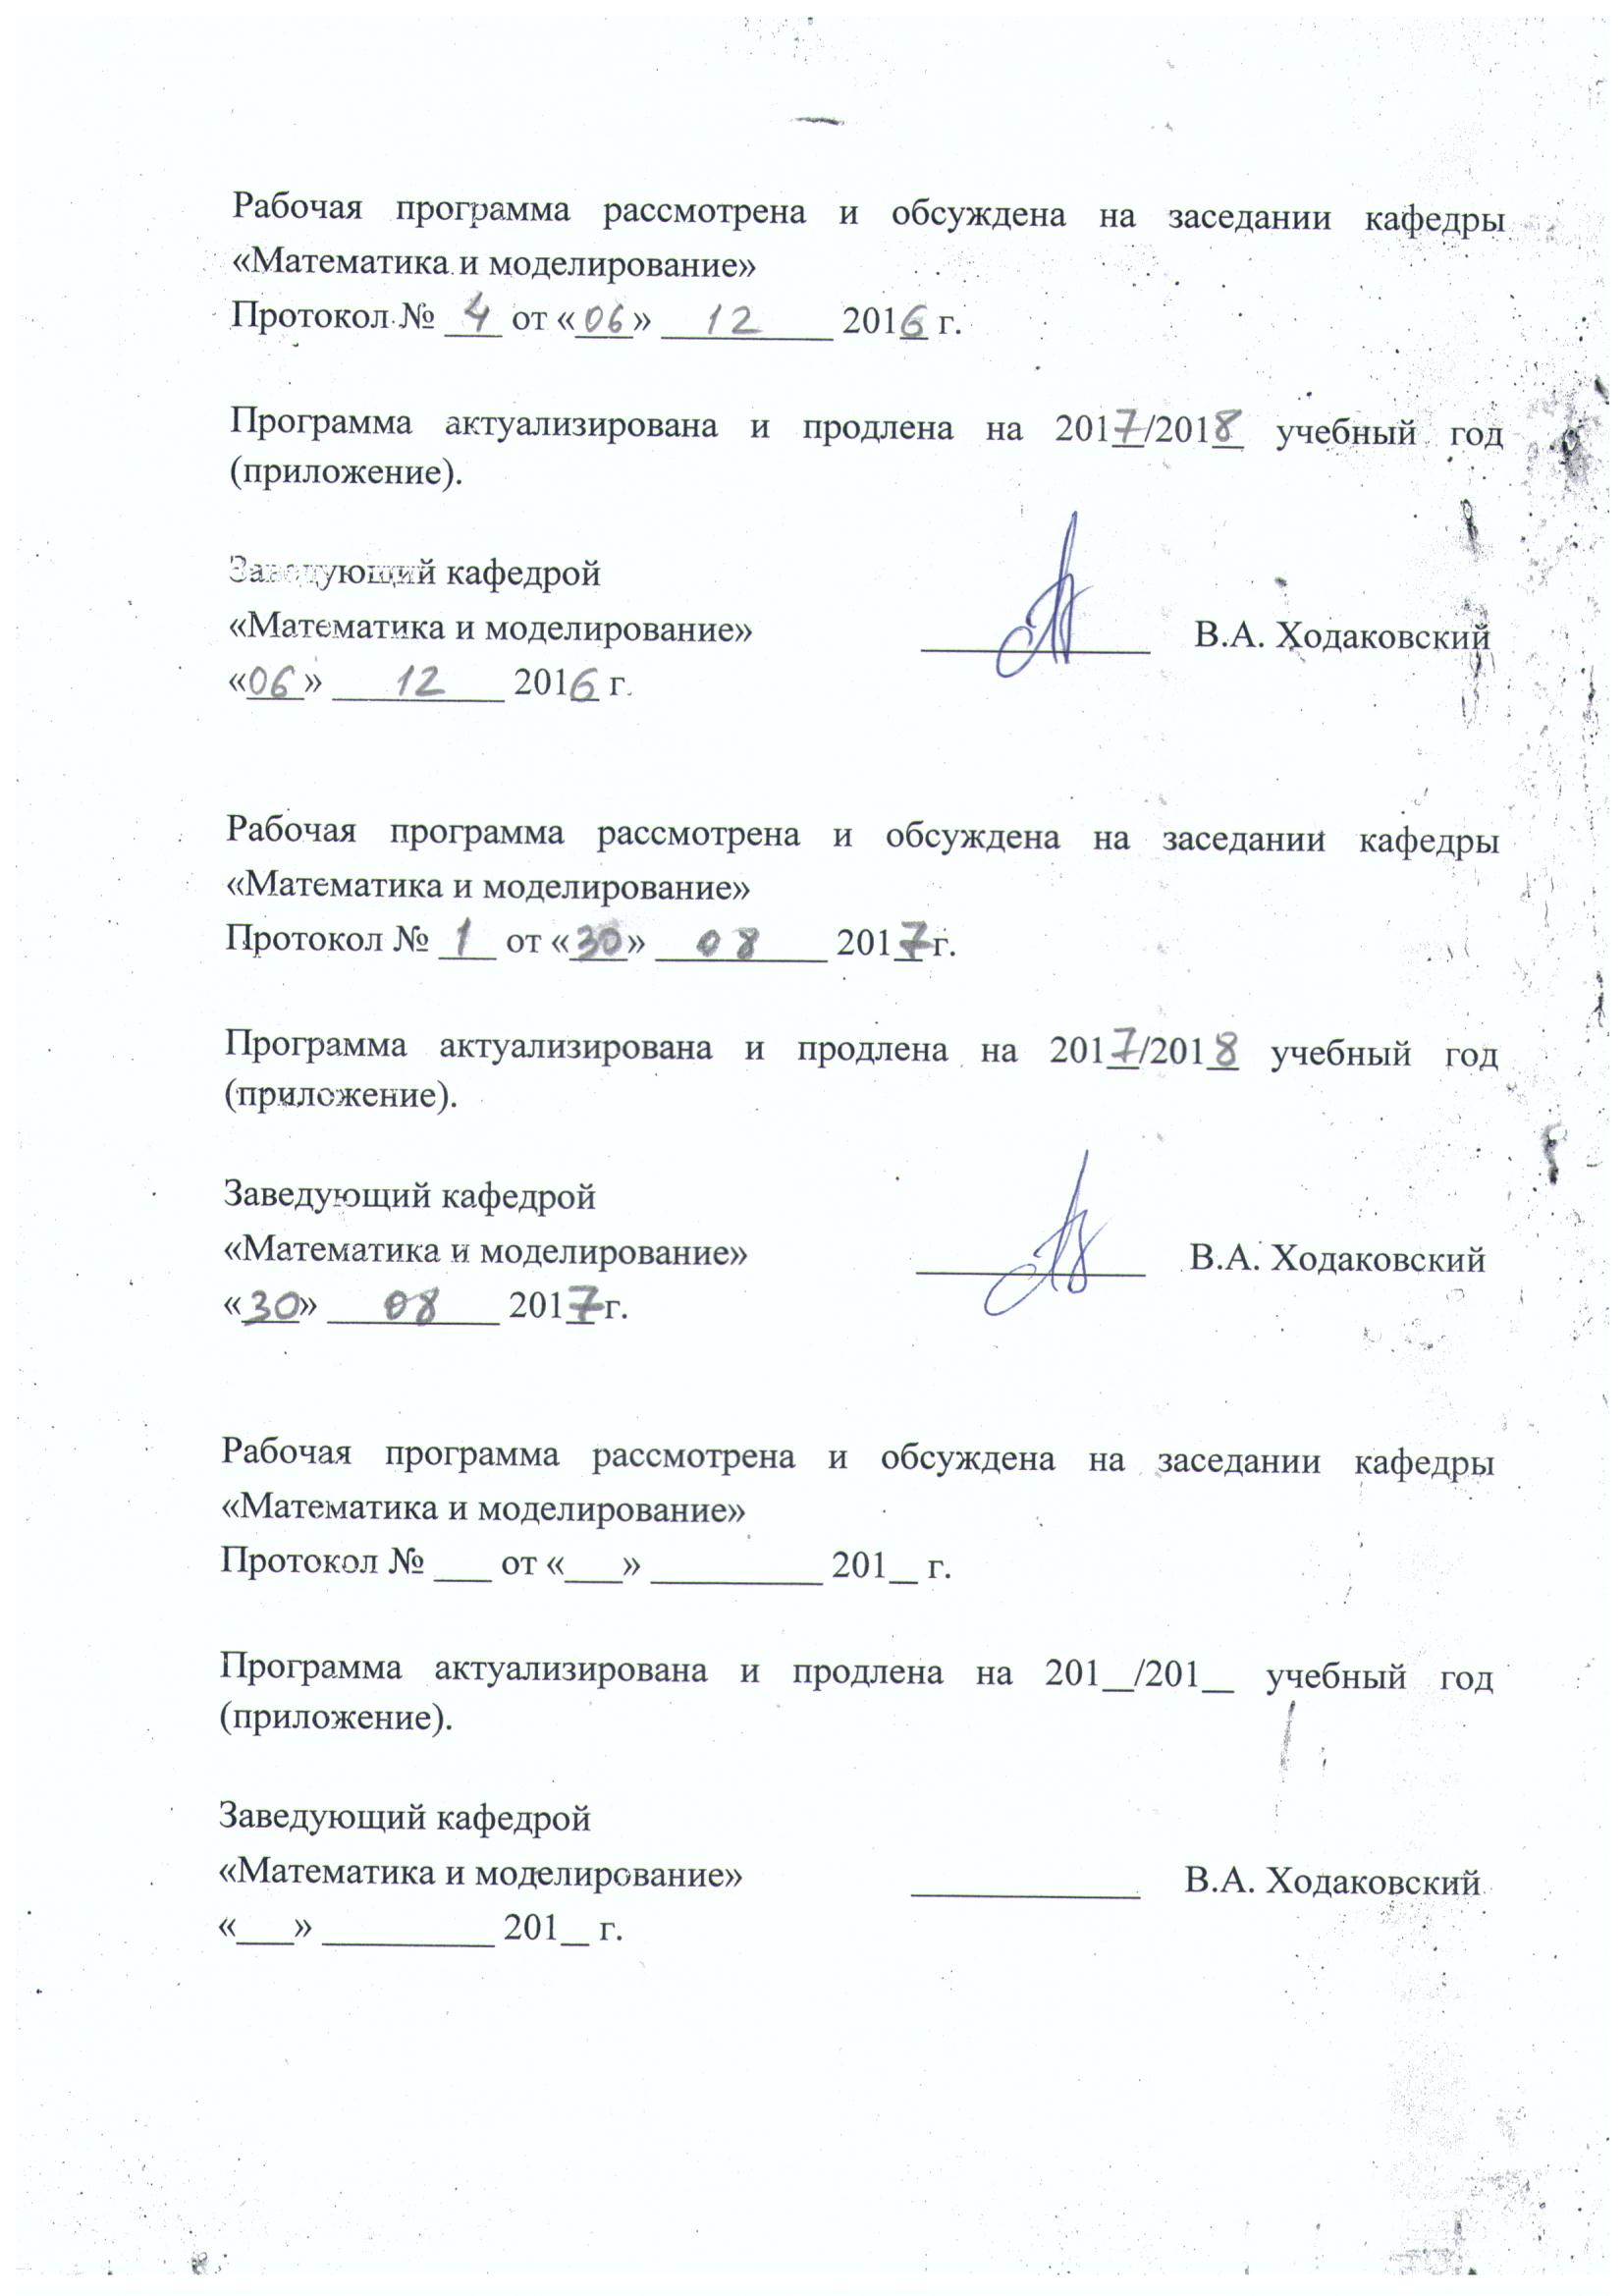 Рабочая программа рассмотрена и обсуждена на заседании кафедры
«Математика и моделирование»
Протокол № 4 от «06» 12 2016 г.
Программа актуализирована и продлена на 2017/2018 учебный год
(приложение).
Заведующий кафедрой
«Математика и моделирование» В.А. Ходаковский
«06» 12 2016 г.
Рабочая программа рассмотрена и обсуждена на заседании кафедры
«Математика и моделирование»
Протокол № 1 от «30» 08 2017 г.
Программа актуализирована и продлена на 2017/2018 учебный год
(приложение).
Заведующий кафедрой
«Математика и моделирование» В.А. Ходаковский
«30» 08 2017 г.
Рабочая программа рассмотрена и обсуждена на заседании кафедры
«Математика и моделирование»
Протокол № ___ от «___» _________ 201__ г.
Программа актуализирована и продлена на 201__/201__ учебный год
(приложение).
Заведующий кафедрой
«Математика и моделирование» ____________ В.А. Ходаковский
«___» _________ 201__ г.